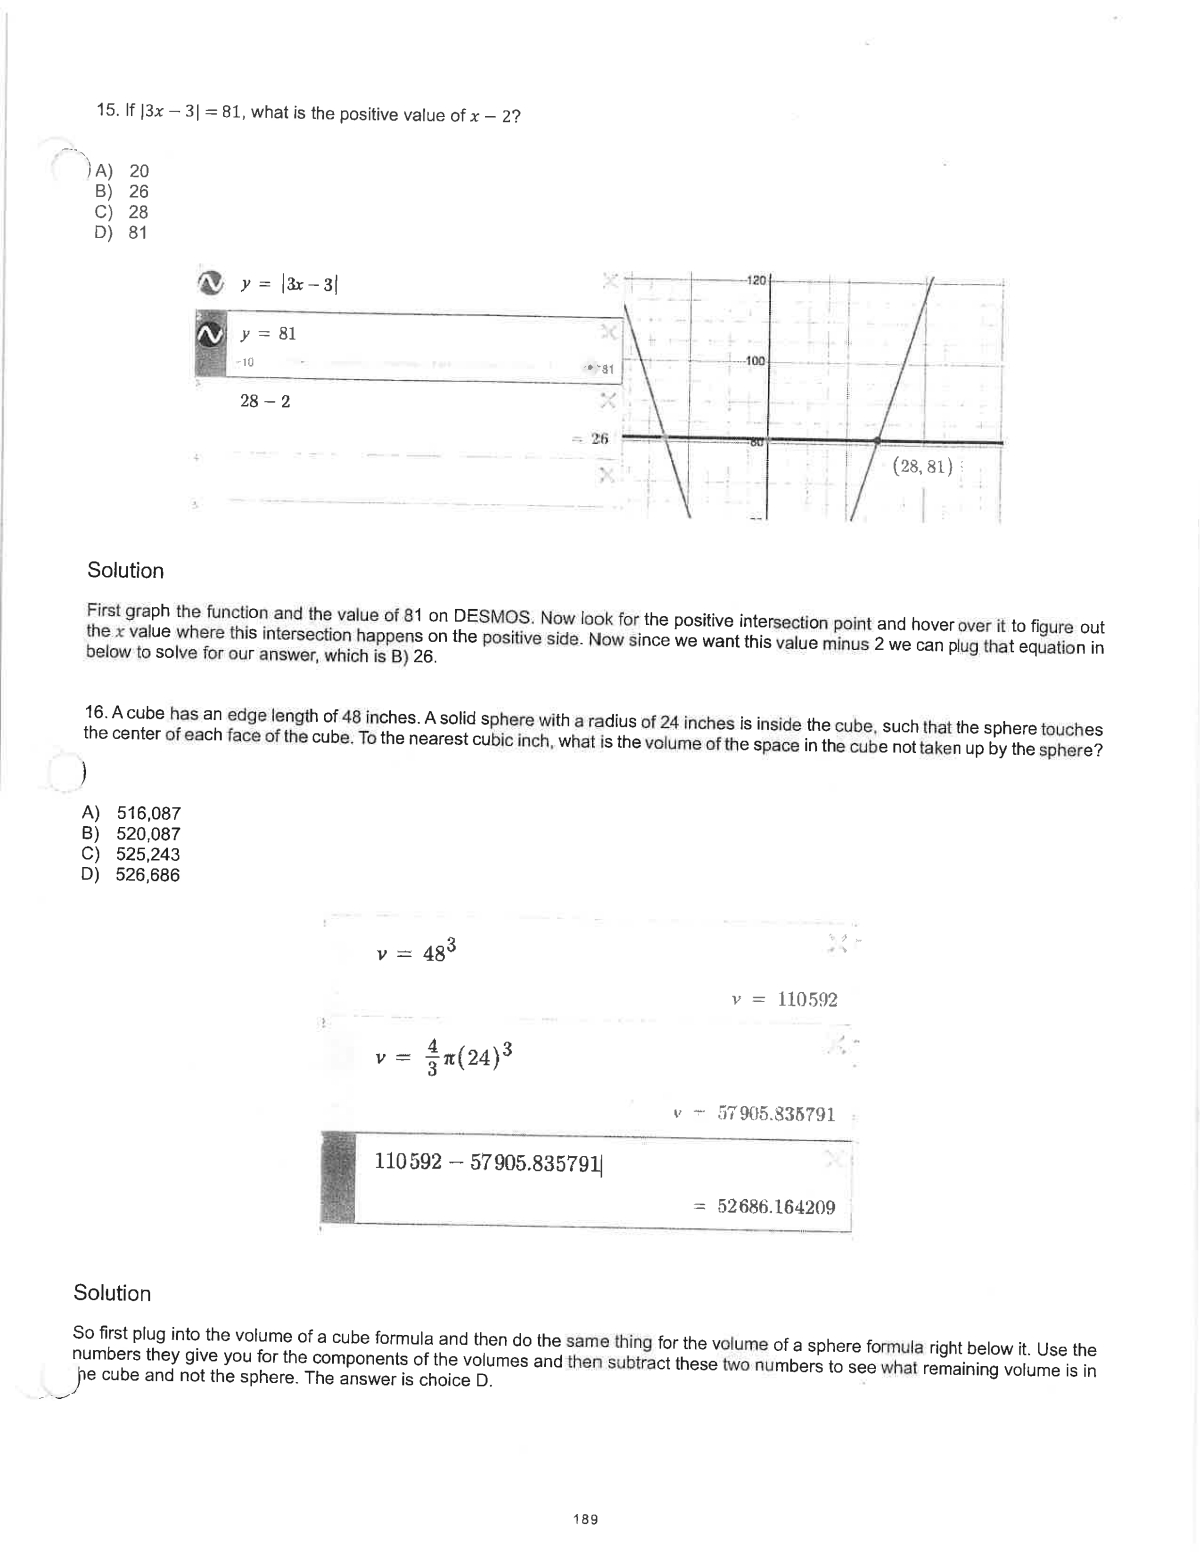 15. If |3x − 3| = 81, what is the positive value of x − 2?
A) 20
B) 26
C) 28
D) 81
y = |3x − 3|
y = 81
-10
81
28 − 2
= 26
120
100
80
(28, 81)
Solution
First graph the function and the value of 81 on DESMOS. Now look for the positive intersection point and hover over it to figure out
the x value where this intersection happens on the positive side. Now since we want this value minus 2 we can plug that equation in
below to solve for our answer, which is B) 26.
16. A cube has an edge length of 48 inches. A solid sphere with a radius of 24 inches is inside the cube, such that the sphere touches
the center of each face of the cube. To the nearest cubic inch, what is the volume of the space in the cube not taken up by the sphere?
A) 516,087
B) 520,087
C) 525,243
D) 526,686
v = 48³
v = 110592
v = 4/3 π(24)³
v = 57905.835791
110592 − 57905.835791
= 52686.164209
Solution
So first plug into the volume of a cube formula and then do the same thing for the volume of a sphere formula right below it. Use the
numbers they give you for the components of the volumes and then subtract these two numbers to see what remaining volume is in
he cube and not the sphere. The answer is choice D.
189